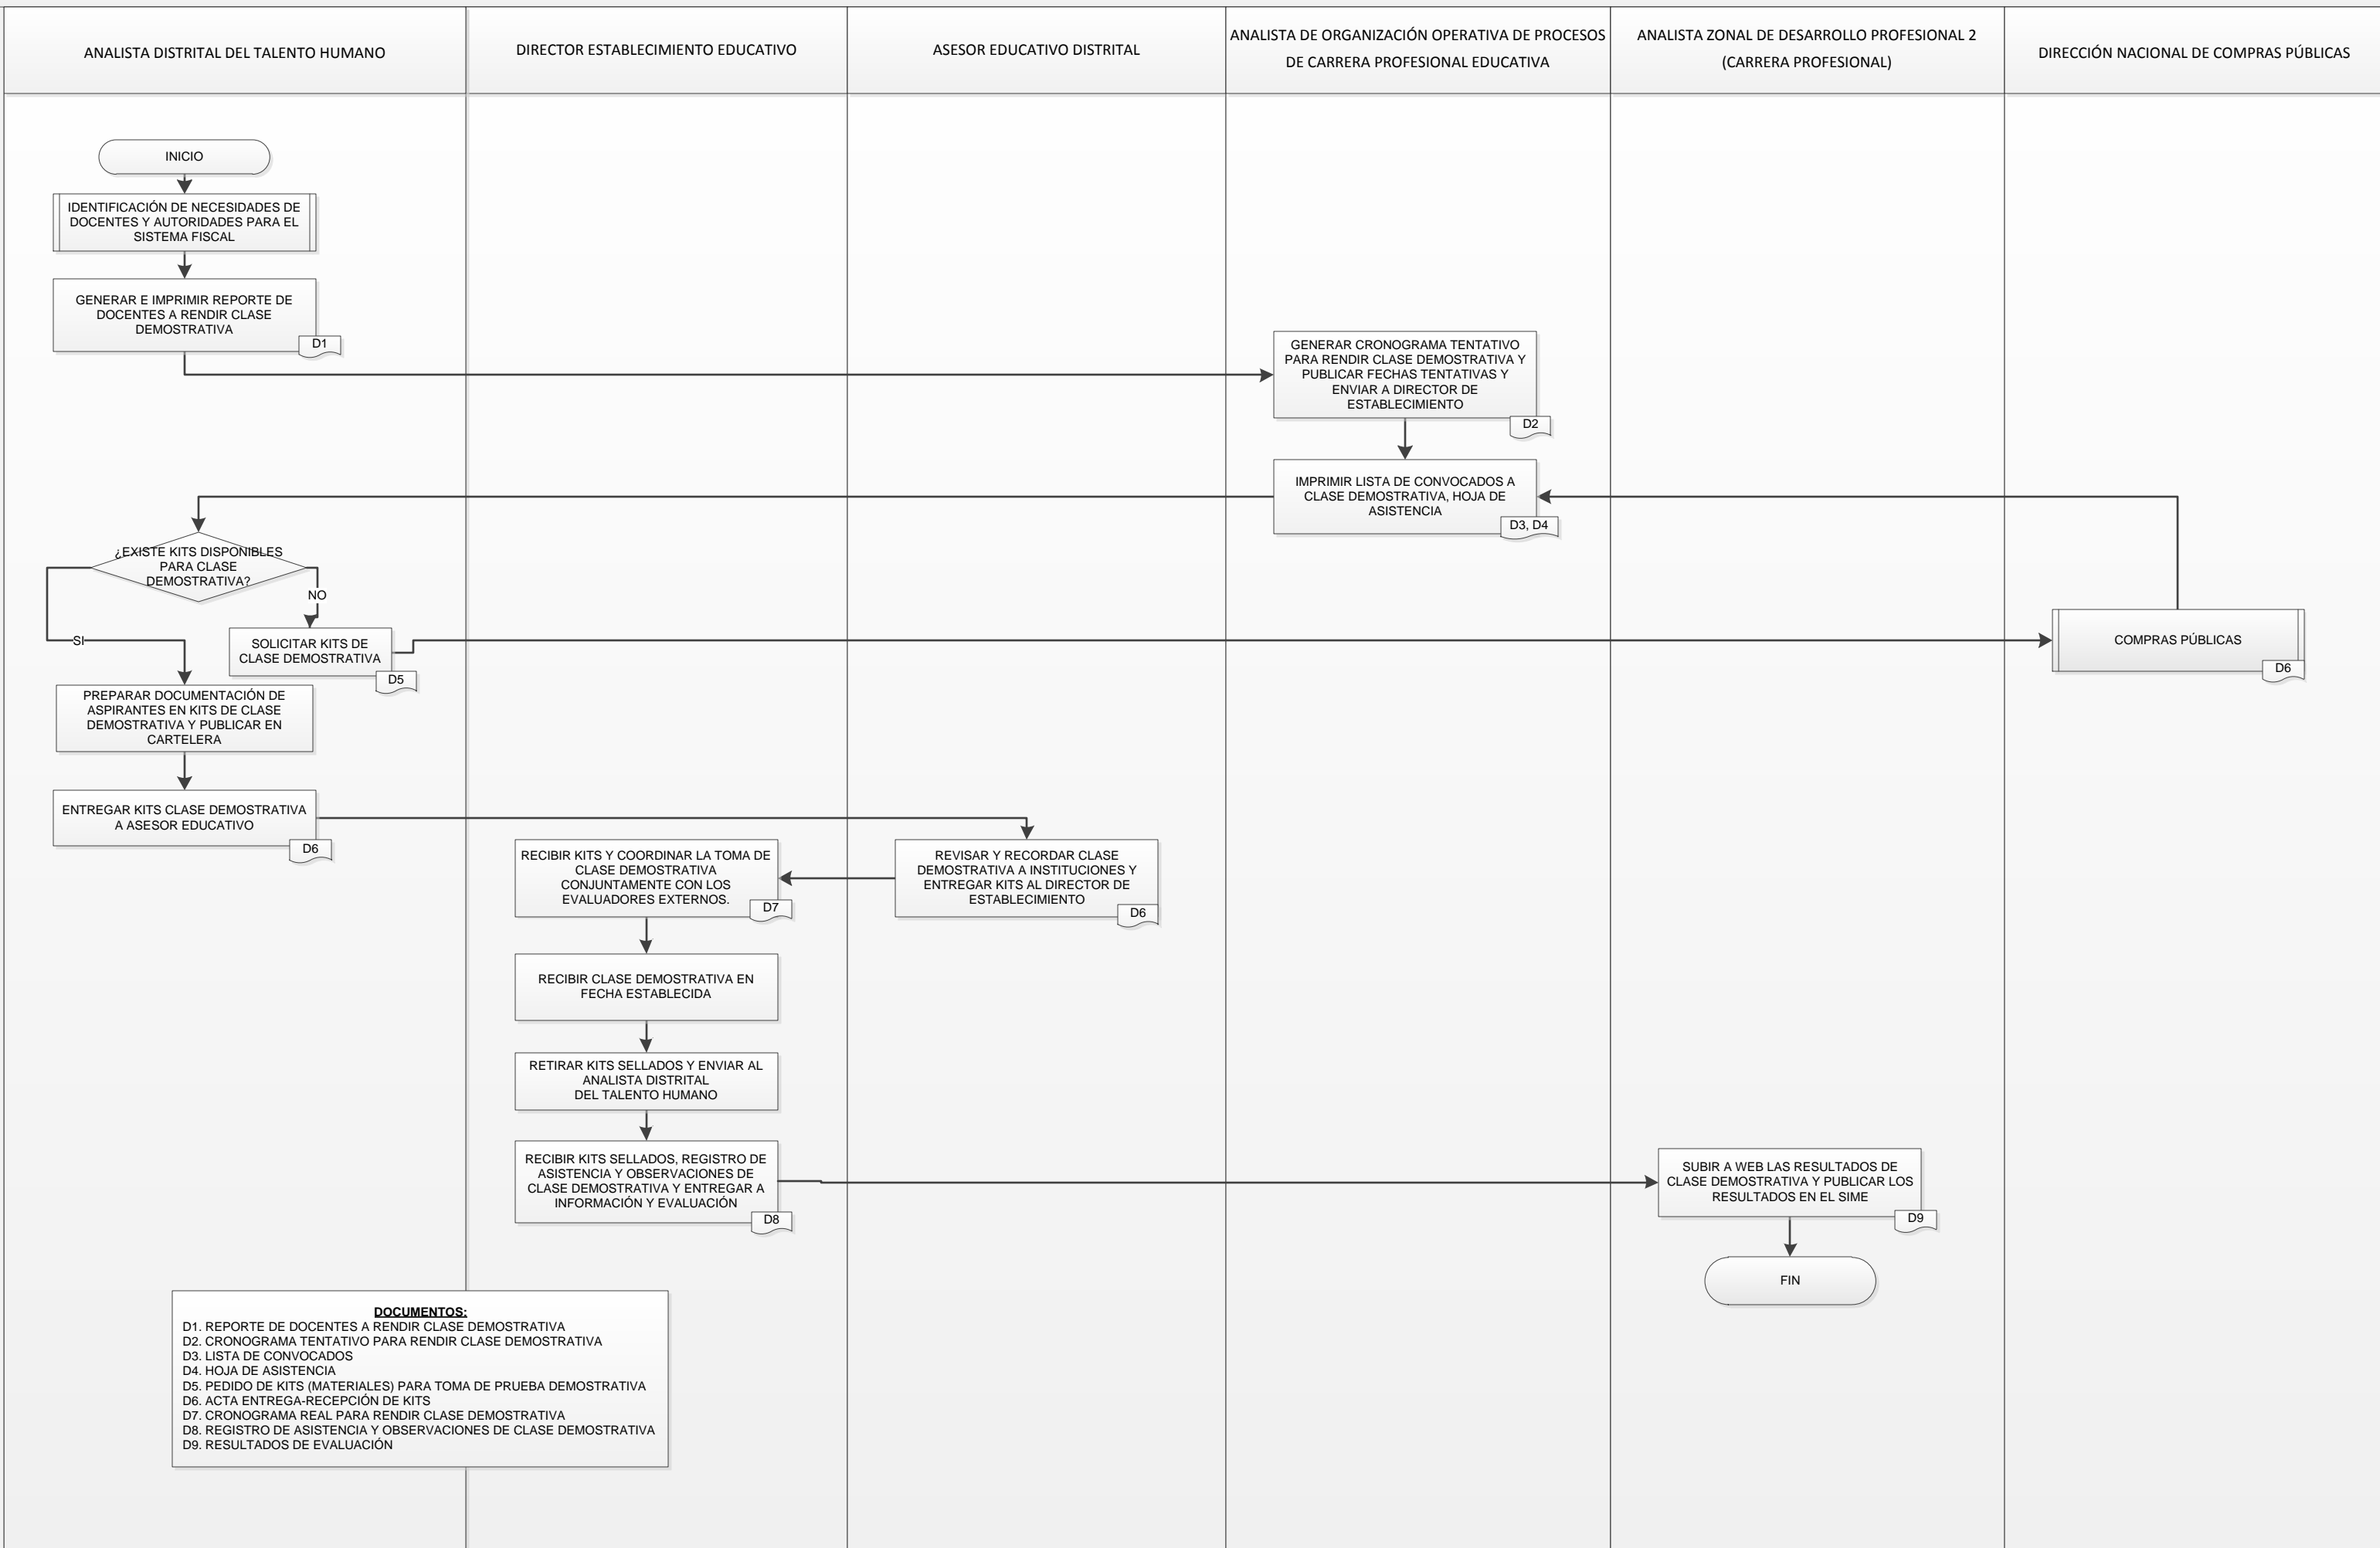 ANALISTA DISTRITAL DEL TALENTO HUMANO
DIRECTOR ESTABLECIMIENTO EDUCATIVO
ASESOR EDUCATIVO DISTRITAL
ANALISTA DE ORGANIZACIÓN OPERATIVA DE PROCESOS
DE CARRERA PROFESIONAL EDUCATIVA
ANALISTA ZONAL DE DESARROLLO PROFESIONAL 2
(CARRERA PROFESIONAL)
DIRECCIÓN NACIONAL DE COMPRAS PÚBLICAS
INICIO
IDENTIFICACIÓN DE NECESIDADES DE
DOCENTES Y AUTORIDADES PARA EL
SISTEMA FISCAL
GENERAR E IMPRIMIR REPORTE DE
DOCENTES A RENDIR CLASE
DEMOSTRATIVA
D1
GENERAR CRONOGRAMA TENTATIVO
PARA RENDIR CLASE DEMOSTRATIVA Y
PUBLICAR FECHAS TENTATIVAS Y
ENVIAR A DIRECTOR DE
ESTABLECIMIENTO
D2
IMPRIMIR LISTA DE CONVOCADOS A
CLASE DEMOSTRATIVA, HOJA DE
ASISTENCIA
D3, D4
¿EXISTE KITS DISPONIBLES
PARA CLASE
DEMOSTRATIVA?
NO
SI
SOLICITAR KITS DE
CLASE DEMOSTRATIVA
D5
COMPRAS PÚBLICAS
D6
PREPARAR DOCUMENTACIÓN DE
ASPIRANTES EN KITS DE CLASE
DEMOSTRATIVA Y PUBLICAR EN
CARTELERA
ENTREGAR KITS CLASE DEMOSTRATIVA
A ASESOR EDUCATIVO
D6
RECIBIR KITS Y COORDINAR LA TOMA DE
CLASE DEMOSTRATIVA
CONJUNTAMENTE CON LOS
EVALUADORES EXTERNOS.
D7
REVISAR Y RECORDAR CLASE
DEMOSTRATIVA A INSTITUCIONES Y
ENTREGAR KITS AL DIRECTOR DE
ESTABLECIMIENTO
D6
RECIBIR CLASE DEMOSTRATIVA EN
FECHA ESTABLECIDA
RETIRAR KITS SELLADOS Y ENVIAR AL
ANALISTA DISTRITAL
DEL TALENTO HUMANO
RECIBIR KITS SELLADOS, REGISTRO DE
ASISTENCIA Y OBSERVACIONES DE
CLASE DEMOSTRATIVA Y ENTREGAR A
INFORMACIÓN Y EVALUACIÓN
D8
SUBIR A WEB LAS RESULTADOS DE
CLASE DEMOSTRATIVA Y PUBLICAR LOS
RESULTADOS EN EL SIME
D9
FIN
DOCUMENTOS:
D1. REPORTE DE DOCENTES A RENDIR CLASE DEMOSTRATIVA
D2. CRONOGRAMA TENTATIVO PARA RENDIR CLASE DEMOSTRATIVA
D3. LISTA DE CONVOCADOS
D4. HOJA DE ASISTENCIA
D5. PEDIDO DE KITS (MATERIALES) PARA TOMA DE PRUEBA DEMOSTRATIVA
D6. ACTA ENTREGA-RECEPCIÓN DE KITS
D7. CRONOGRAMA REAL PARA RENDIR CLASE DEMOSTRATIVA
D8. REGISTRO DE ASISTENCIA Y OBSERVACIONES DE CLASE DEMOSTRATIVA
D9. RESULTADOS DE EVALUACIÓN